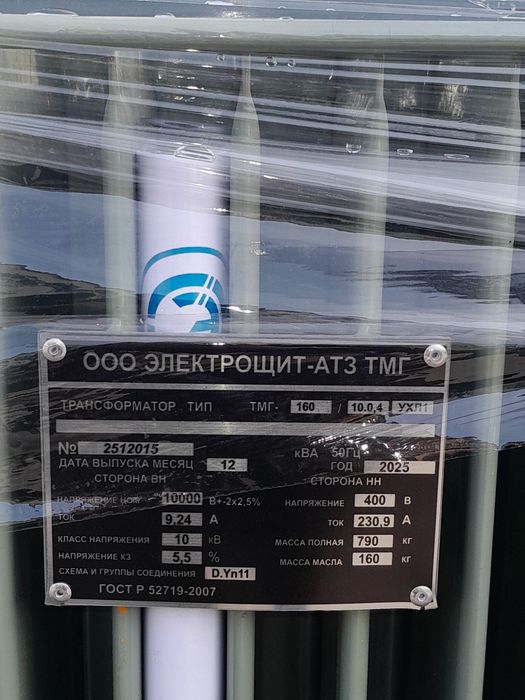 ООО ЭЛЕКТРОЩИТ-АТЗ ТМГ
ТРАНСФОРМАТОР ТИП ТМГ- 160 / 10.0,4 УХЛ1
№ 2512015 кВА 50ГЦ
ДАТА ВЫПУСКА МЕСЯЦ 12 ГОД 2025
СТОРОНА ВН СТОРОНА НН
НАПРЯЖЕНИЕ НОМ 10000 В+-2х2,5% НАПРЯЖЕНИЕ 400 В
ТОК 9.24 А ТОК 230,9 А
КЛАСС НАПРЯЖЕНИЯ 10 кВ МАССА ПОЛНАЯ 790 кг
НАПРЯЖЕНИЕ КЗ 5,5 % МАССА МАСЛА 160 кг
СХЕМА И ГРУППЫ СОЕДИНЕНИЯ D.Yn11
ГОСТ Р 52719-2007